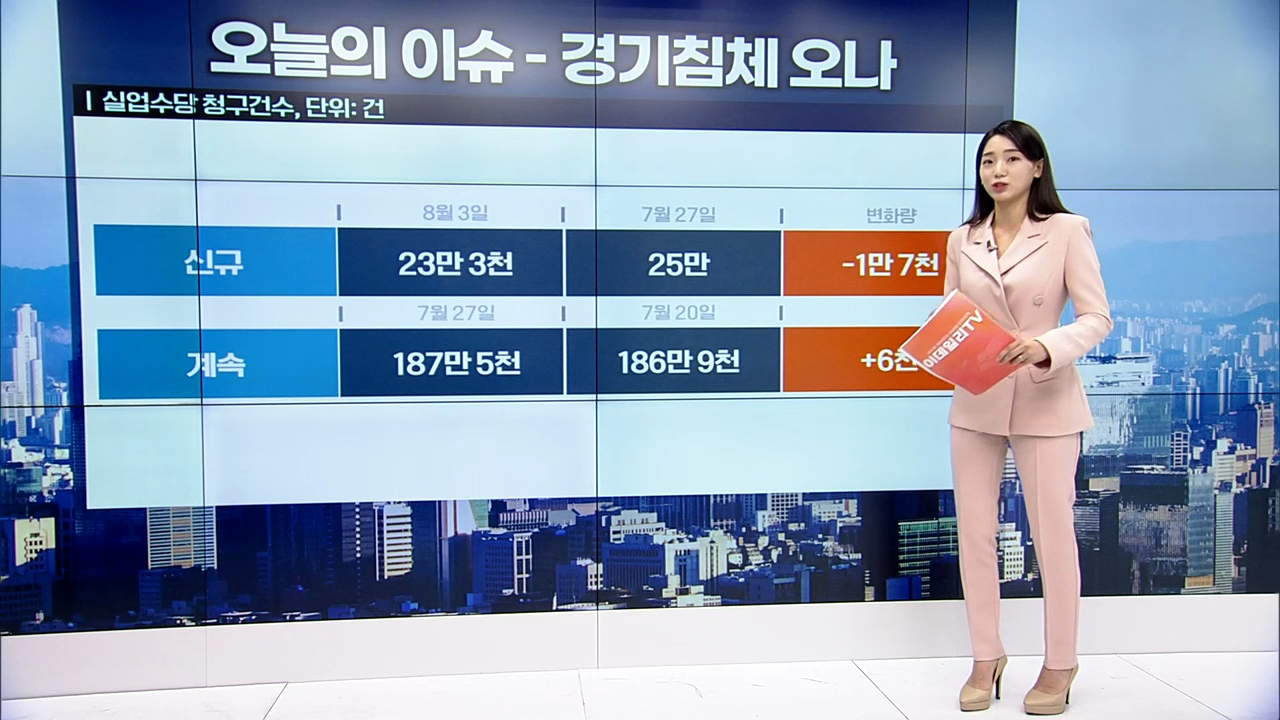 오늘의 이슈 - 경기침체 오나
| 실업수당 청구건수, 단위: 건
8월 3일 7월 27일 변화량
신규 23만 3천 25만 -1만 7천
7월 27일 7월 20일
계속 187만 5천 186만 9천 +6천
이데일리TV